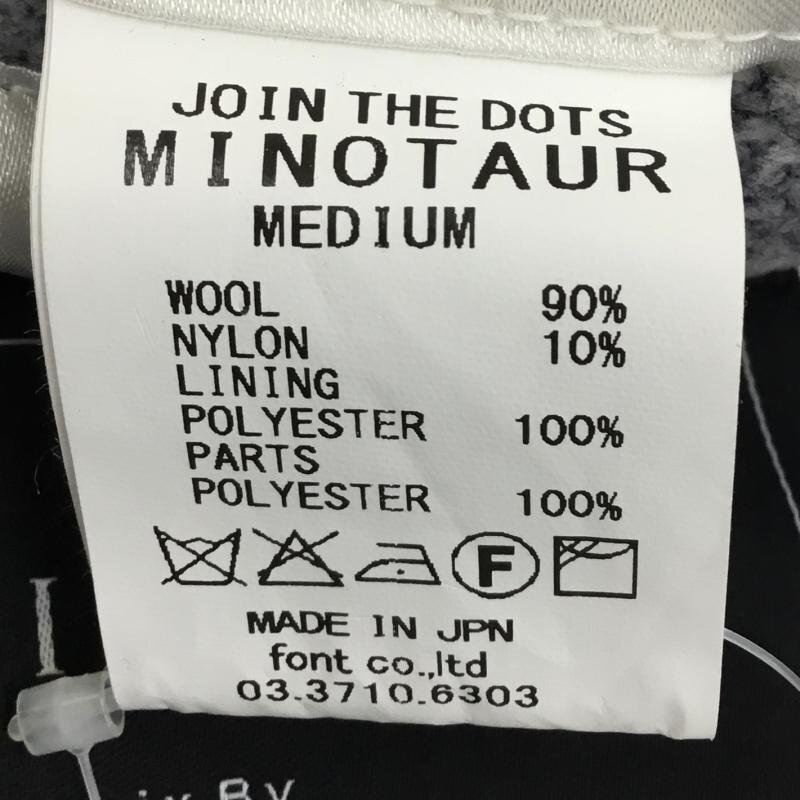 JOIN THE DOTS
MINOTAUR
MEDIUM
WOOL 90%
NYLON 10%
LINING
POLYESTER 100%
PARTS
POLYESTER 100%
F
MADE IN JPN
font co.,ltd
03.3710.6303
I
By